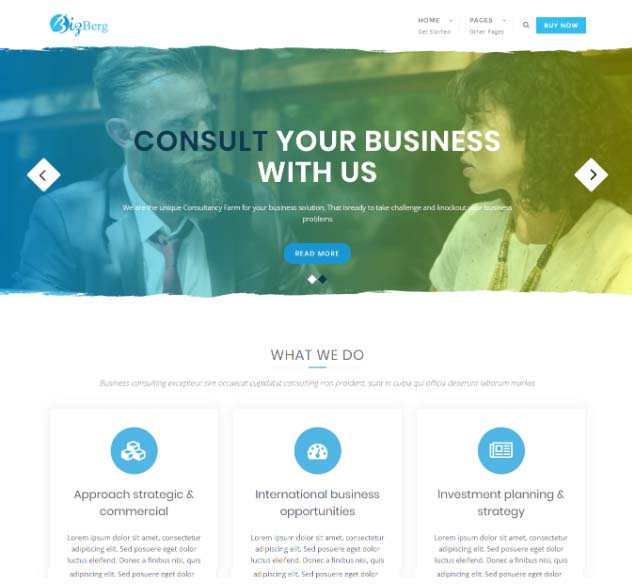 BizBerg
HOME
Get Started
PAGES
Other Pages
BUY NOW
CONSULT YOUR BUSINESS
WITH US
We are the unique Consultancy Farm for your business solution, That isready to take challenge and knockout your business
problems
READ MORE
WHAT WE DO
Business consulting excepteur sint occaecat cupidatat consulting non proident, sunt in culpa qui officia deserunt laborum market.
Approach strategic &
commercial
Lorem ipsum dolor sit amet, consectetur
adipiscing elit. Sed posuere eget dolor
luctus eleifend. Donec a finibus nisi, quis
adipiscing elit. Sed posuere eget dolor
International business
opportunities
Lorem ipsum dolor sit amet, consectetur
adipiscing elit. Sed posuere eget dolor
luctus eleifend. Donec a finibus nisi, quis
adipiscing elit. Sed posuere eget dolor
Investment planning &
strategy
Lorem ipsum dolor sit amet, consectetur
adipiscing elit. Sed posuere eget dolor
luctus eleifend. Donec a finibus nisi, quis
adipiscing elit. Sed posuere eget dolor